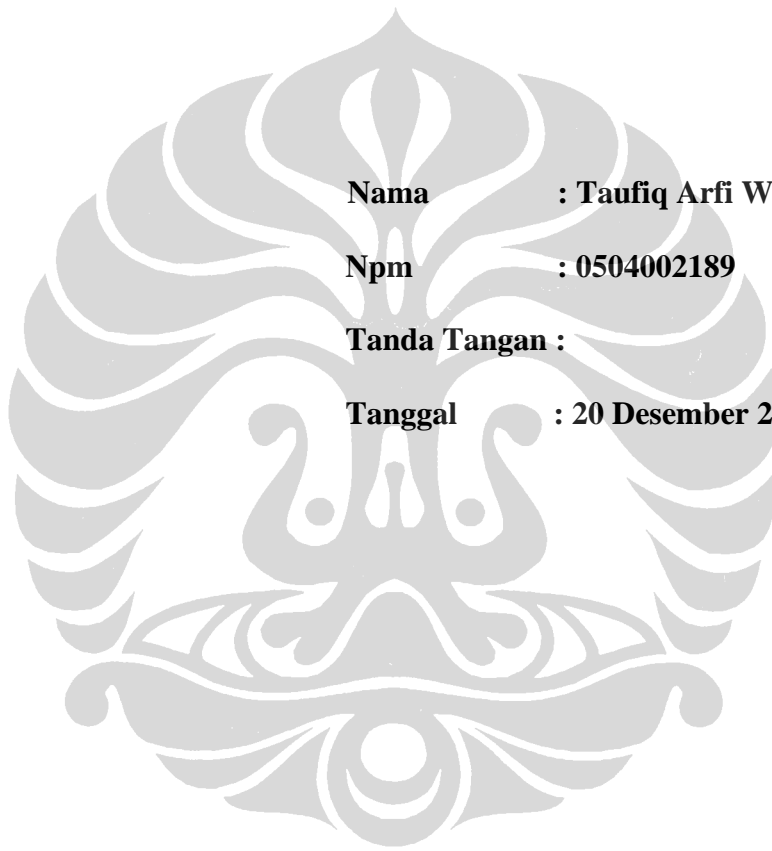 Nama : Taufiq Arfi W
Npm : 0504002189
Tanda Tangan :
Tanggal : 20 Desember 2